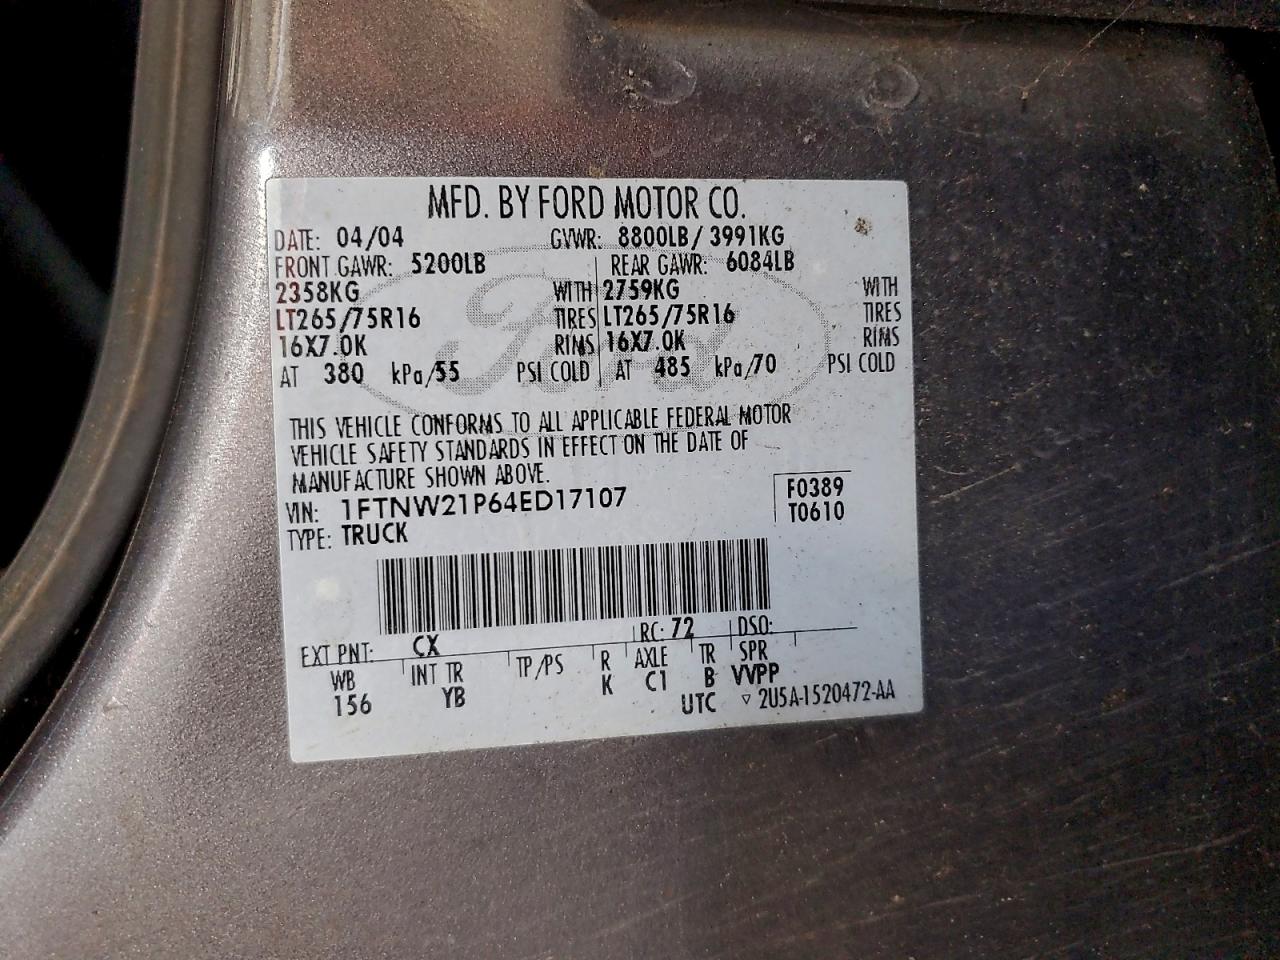 MFD. BY FORD MOTOR CO.
DATE: 04/04 GVWR: 8800LB/ 3991KG
FRONT GAWR: 5200LB REAR GAWR: 6084LB
2358KG WITH 2759KG WITH
LT265/75R16 TIRES LT265/75R16 TIRES
16X7.0K RIMS 16X7.0K RIMS
AT 380 kPa/55 PSI COLD AT 485 kPa/70 PSI COLD
Ford
THIS VEHICLE CONFORMS TO ALL APPLICABLE FEDERAL MOTOR
VEHICLE SAFETY STANDARDS IN EFFECT ON THE DATE OF
MANUFACTURE SHOWN ABOVE.
VIN: 1FTNW21P64ED17107 F0389
TYPE: TRUCK T0610
EXT PNT: CX RC: 72 DSO:
WB INT TR TP/PS R AXLE TR SPR
156 YB K C1 B VVPP
UTC ▽ 2U5A-1520472-AA